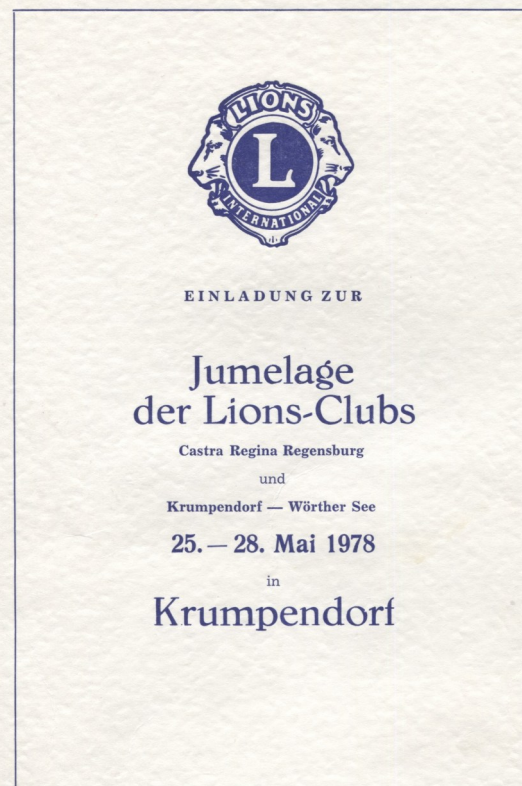 LIONS
L
INTERNATIONAL
EINLADUNG ZUR
Jumelage
der Lions-Clubs
Castra Regina Regensburg
und
Krumpendorf — Wörther See
25. — 28. Mai 1978
in
Krumpendorf